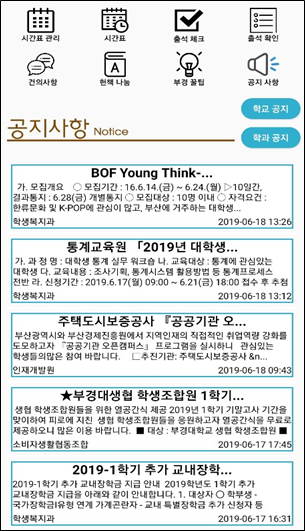 시간표 관리
시간표
출석 체크
출석 확인
건의사항
헌책 나눔
부경 꿀팁
공지 사항
학교 공지
공지사항 Notice
학과 공지
BOF Young Think-...
가. 모집개요 ○ 모집기간 : 16.6.14.(금) ~ 6.24.(월) ▷10일간,
결과통지 : 6.28(금) 개별통지 ○ 모집대상 : 10명 이내 ○ 자격요건 :
한류문화 및 K-POP에 관심이 많고, 부산에 거주하는 대학생...
학생복지과 2019-06-18 13:26
통계교육원 「2019년 대학생...
가. 과 정 명 : 대학생 통계 실무 워크숍 나. 교육대상 : 통계에 관심있는
대학생 다. 교육내용 : 조사기획, 통계시스템 활용방법 등 통계프로세스
전반 라. 신청기간 : 2019.6.17(월) 09:00 ~ 6.21(금) 18:00 접수 후 추첨
학생복지과 2019-06-18 13:12
주택도시보증공사 『공공기관 오...
부산광역시와 부산경제진흥원에서 지역인재의 직접적인 취업역량 강화를
도모하고자 『공공기관 오픈캠퍼스』 프로그램을 실시하니 관심있는
학생들의많은 참여 바랍니다. □추진기관: 주택도시보증공사 &n...
인재개발원 2019-06-18 09:43
★부경대생협 학생조합원 1학기...
생협 학생조합원들을 위한 열공간식 제공 2019년 1학기 기말고사 기간을
맞이하여 피로에 지친 생협 학생조합원들을 응원하고자 열공간식을 무료로
제공하오니 많은 이용 바랍니다. ■ 대상 : 부경대학교 생협 학생조합원 ■
소비자생활협동조합 2019-06-17 17:45
2019-1학기 추가 교내장학...
2019-1학기 추가 교내장학금 지급 안내 2019학년도 1학기 추가
교내장학금 지급을 아래와 같이 안내합니다. 1. 대상자 ○ 학부생 -
국가장학금I유형 연계 가계곤란자 - 교내 특별장학금 추가 신청자 등
학생복지과 2019-06-17 16:31